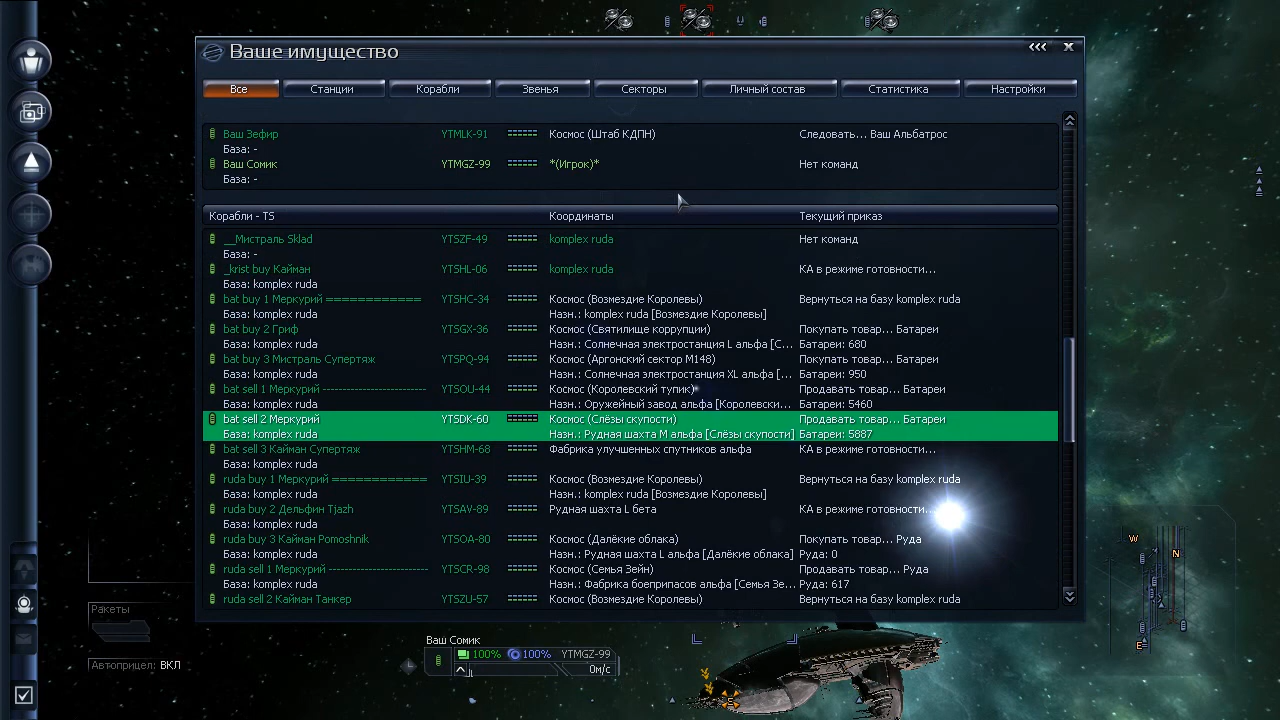 Ваше имущество
Все Станции Корабли Звенья Секторы Личный состав Статистика Настройки
Ваш Зефир YTMLK-91 Космос (Штаб КДПН) Следовать... Ваш Альбатрос
База: -
Ваш Сомик YTMGZ-99 *(Игрок)* Нет команд
База: -
Корабли - TS Координаты Текущий приказ
__Мистраль Sklad YTSZF-49 komplex ruda Нет команд
База: -
_krist buy Кайман YTSHL-06 komplex ruda КА в режиме готовности...
База: komplex ruda
bat buy 1 Меркурий ============ YTSHC-34 Космос (Возмездие Королевы) Вернуться на базу komplex ruda
База: komplex ruda Назн.: komplex ruda [Возмездие Королевы]
bat buy 2 Гриф YTSGX-36 Космос (Святилище коррупции) Покупать товар... Батареи
База: komplex ruda Назн.: Солнечная электростанция L альфа [С... Батареи: 680
bat buy 3 Мистраль Супертяж YTSPQ-94 Космос (Аргонский сектор M148) Покупать товар... Батареи
База: komplex ruda Назн.: Солнечная электростанция XL альфа [... Батареи: 950
bat sell 1 Меркурий -------------------------- YTSOU-44 Космос (Королевский тупик) Продавать товар... Батареи
База: komplex ruda Назн.: Оружейный завод альфа [Королевски... Батареи: 5460
bat sell 2 Меркурий YTSDK-60 Космос (Слёзы скупости) Продавать товар... Батареи
База: komplex ruda Назн.: Рудная шахта M альфа [Слёзы скупости] Батареи: 5887
bat sell 3 Кайман Супертяж YTSHM-68 Фабрика улучшенных спутников альфа КА в режиме готовности...
База: komplex ruda
ruda buy 1 Меркурий ============ YTSIU-39 Космос (Возмездие Королевы) Вернуться на базу komplex ruda
База: komplex ruda Назн.: komplex ruda [Возмездие Королевы]
ruda buy 2 Дельфин Tjazh YTSAV-89 Рудная шахта L бета КА в режиме готовности...
База: komplex ruda
ruda buy 3 Кайман Pomoshnik YTSOA-80 Космос (Далёкие облака) Покупать товар... Руда
База: komplex ruda Назн.: Рудная шахта L альфа [Далёкие облака] Руда: 0
ruda sell 1 Меркурий ------------------------- YTSCR-98 Космос (Семья Зейн) Продавать товар... Руда
База: komplex ruda Назн.: Фабрика боеприпасов альфа [Семья Зе... Руда: 617
ruda sell 2 Кайман Танкер YTSZU-57 Космос (Возмездие Королевы) Вернуться на базу komplex ruda
W
N
E
Ракеты
Автоприцел: ВКЛ
Ваш Сомик
100% 100% YTMGZ-99
0м/с